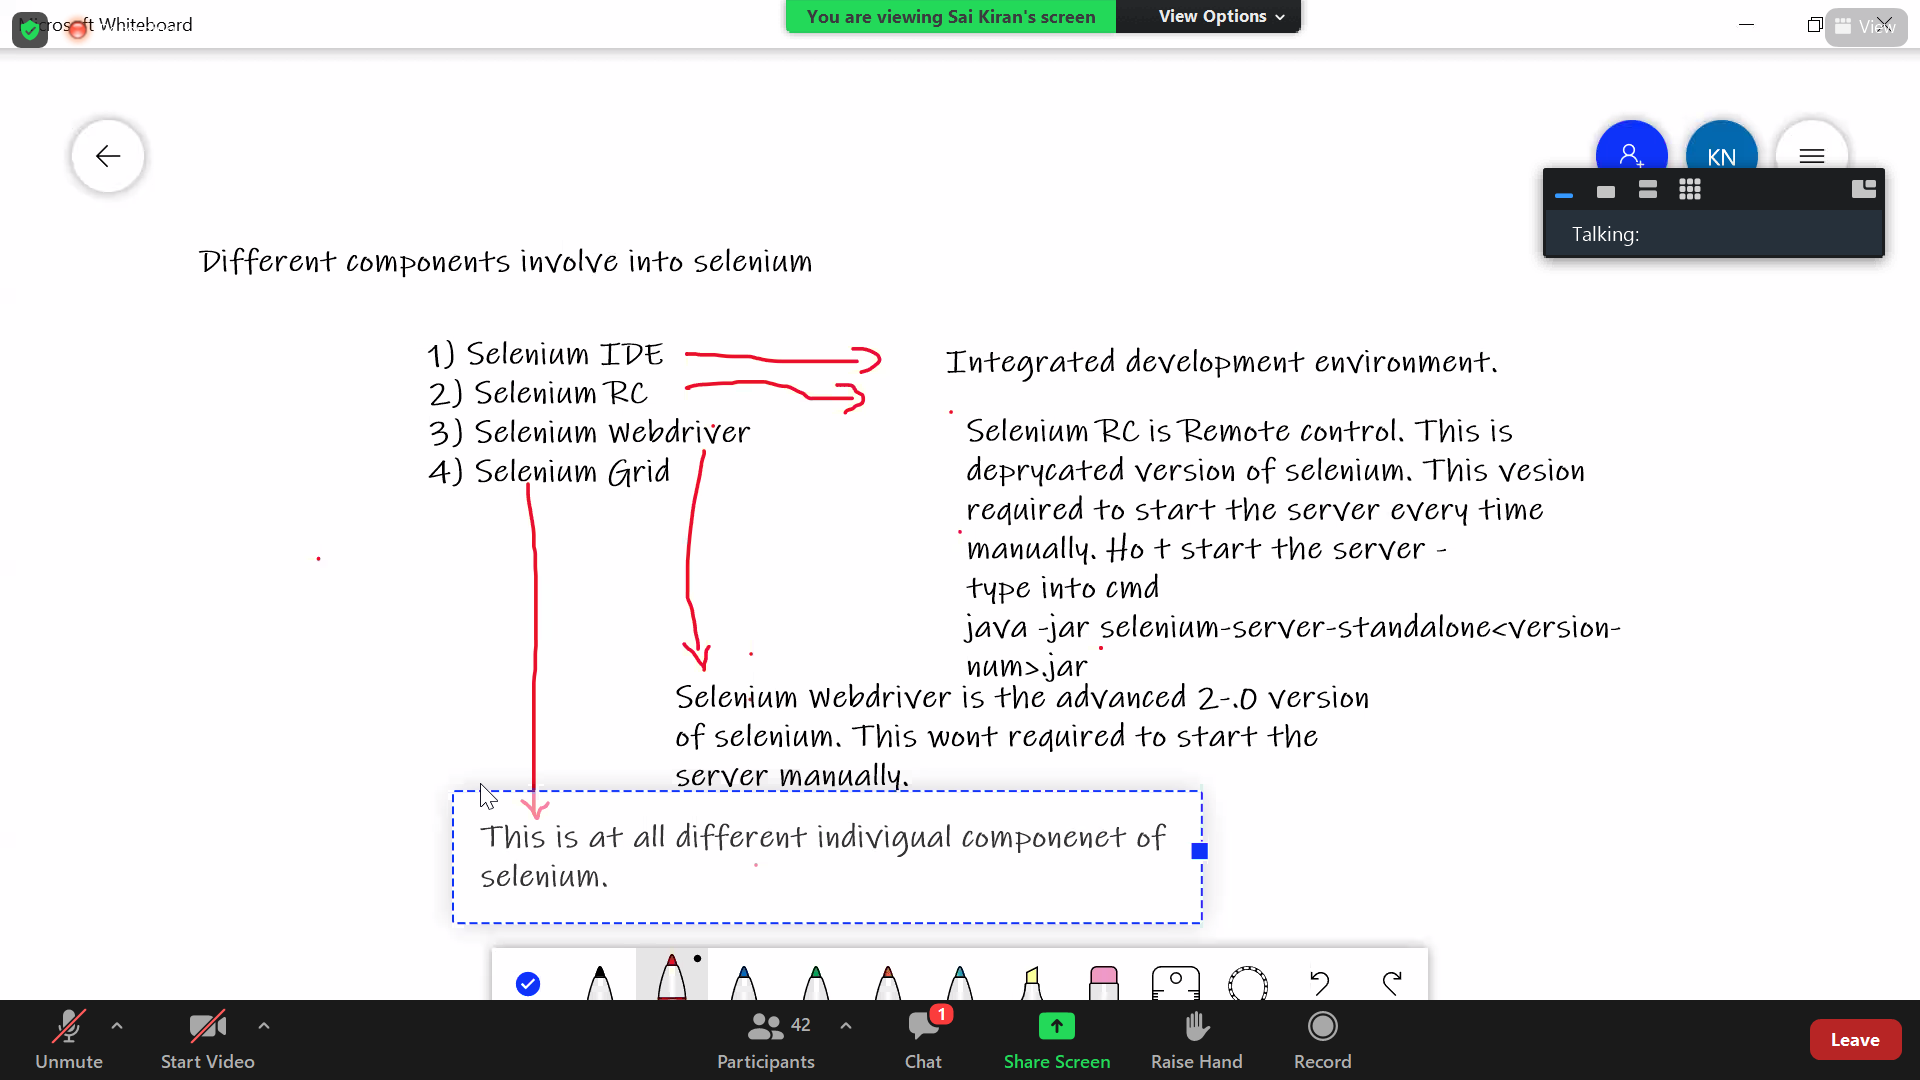 Microsoft Whiteboard
You are viewing Sai Kiran's screen
View Options
View
KN
Talking:
Different components involve into selenium
1) Selenium IDE
2) Selenium RC
3) Selenium Webdriver
4) Selenium Grid
Integrated development environment.
Selenium RC is Remote control. This is
deprycated version of selenium. This vesion
required to start the server every time
manually. Ho t start the server -
type into cmd
java -jar selenium-server-standalone<version-
num>.jar
Selenium Webdriver is the advanced 2-.0 version
of selenium. This wont required to start the
server manually.
This is at all different indivigual componenet of
selenium.
Unmute
Start Video
42
Participants
1
Chat
Share Screen
Raise Hand
Record
Leave